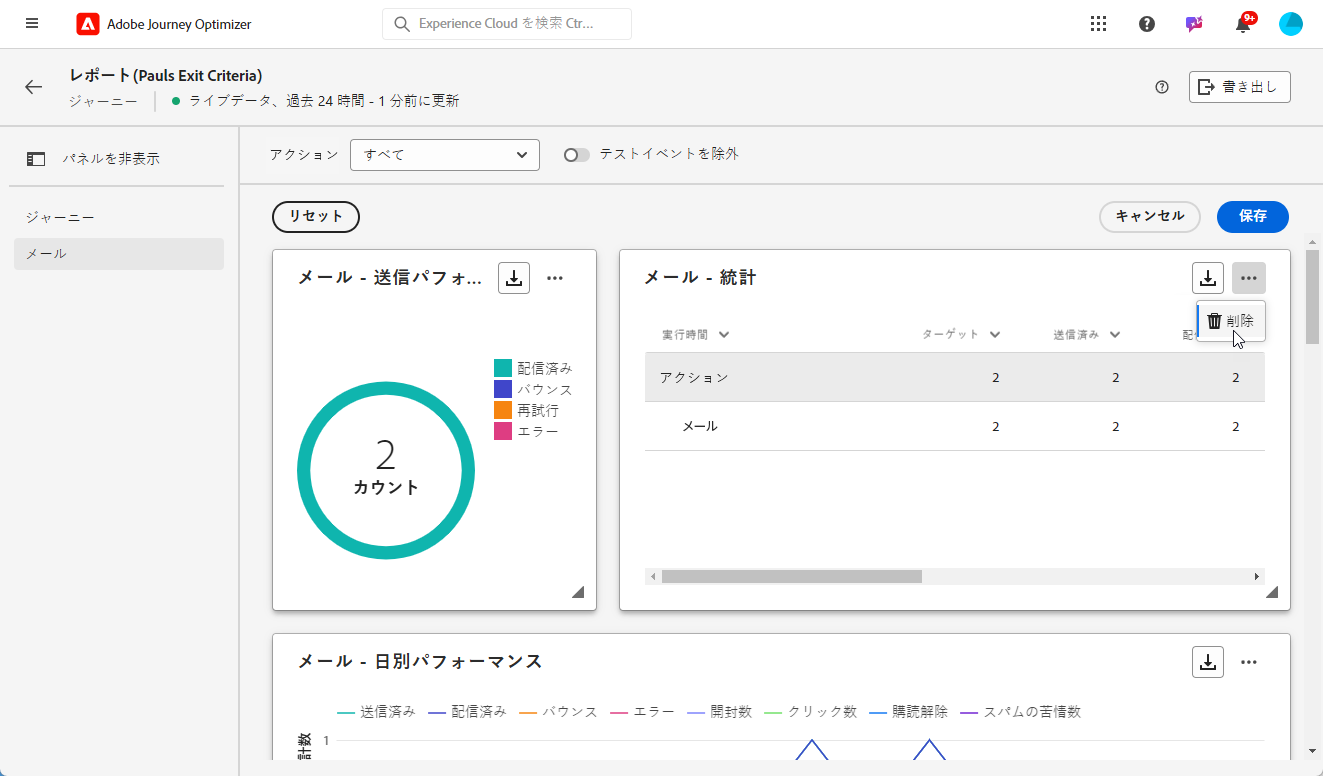 Adobe Journey Optimizer
Experience Cloud を検索 Ctr...
9+
レポート(Pauls Exit Criteria)
ジャーニー
ライブデータ、過去 24 時間 - 1 分前に更新
書き出し
パネルを非表示
ジャーニー
メール
アクション
すべて
テストイベントを除外
リセット
キャンセル
保存
メール - 送信パフォ...
配信済み
バウンス
再試行
エラー
2
カウント
メール - 統計
削除
実行時間 ターゲット 送信済み 配
アクション 2 2 2
メール 2 2 2
メール - 日別パフォーマンス
送信済み 配信済み バウンス エラー 開封数 クリック数 購読解除 スパムの苦情数
計数
1